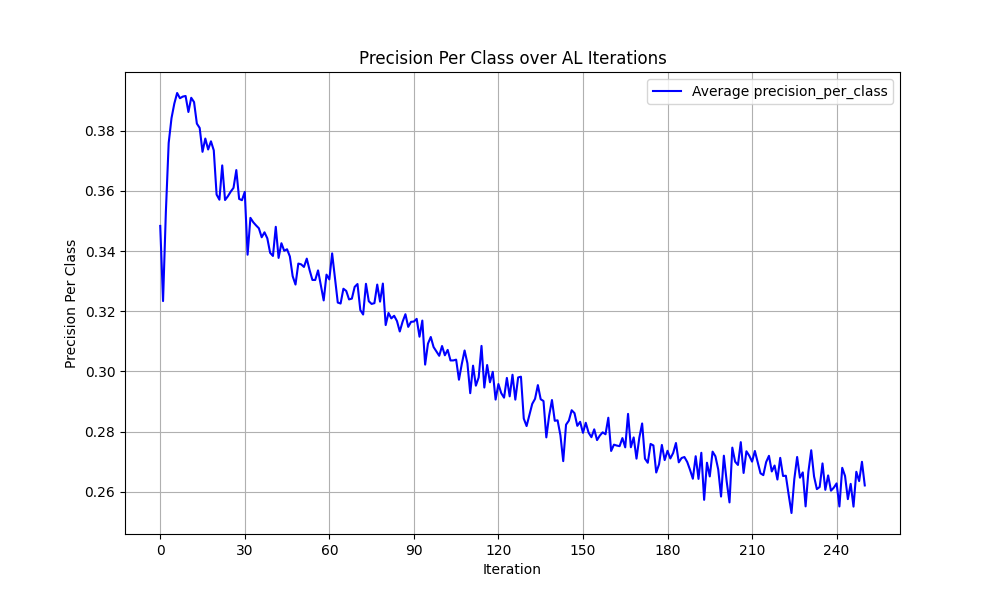 Precision Per Class over AL Iterations
Average precision_per_class
Precision Per Class
0.38
0.36
0.34
0.32
0.30
0.28
0.26
0 30 60 90 120 150 180 210 240
Iteration